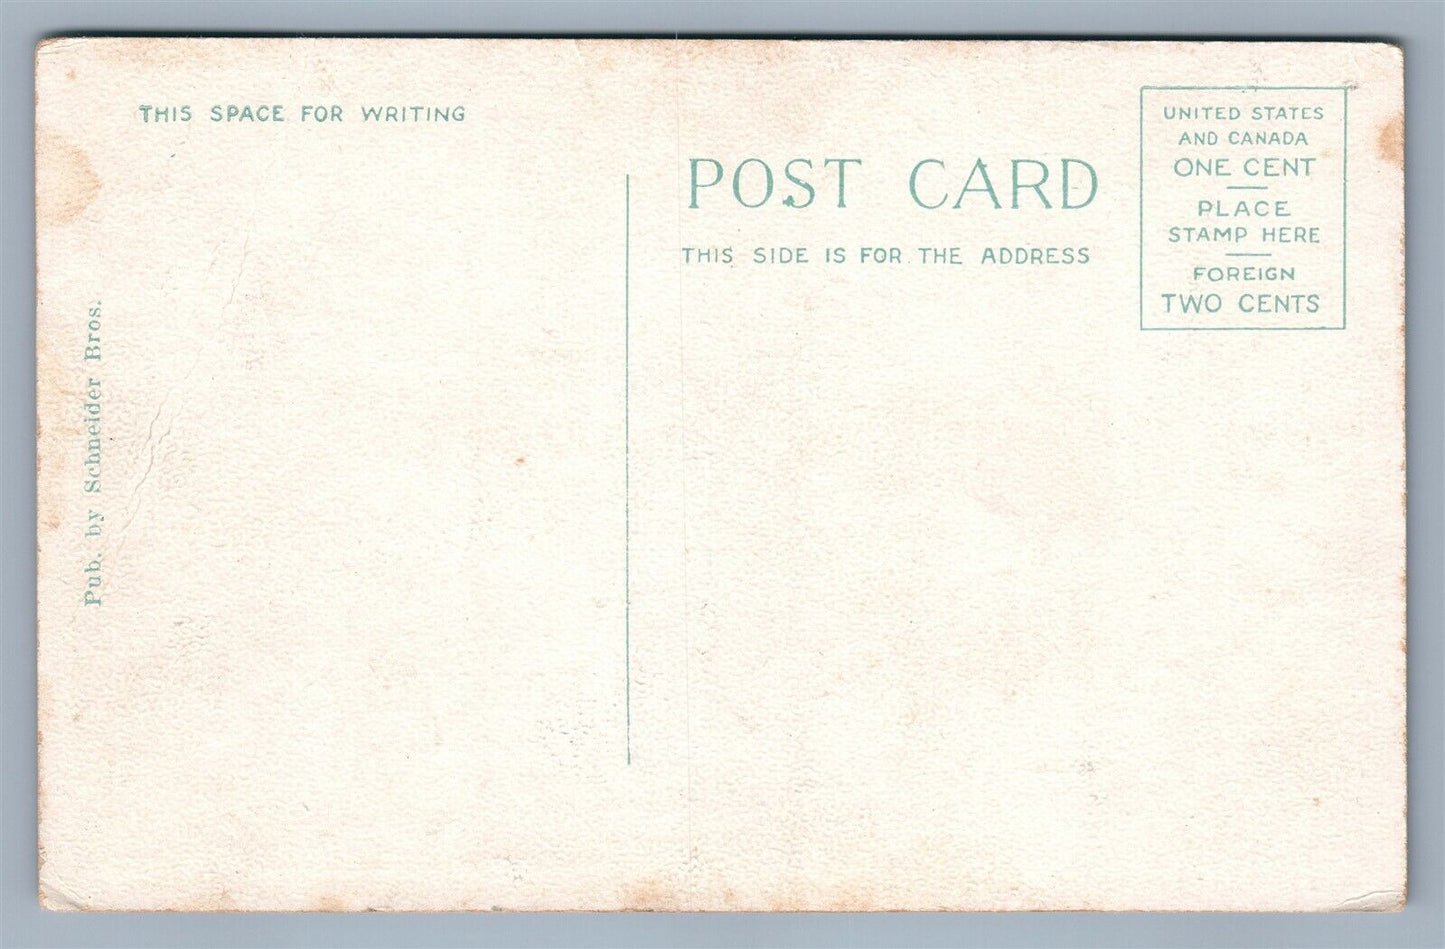 THIS SPACE FOR WRITING
POST CARD
THIS SIDE IS FOR THE ADDRESS
UNITED STATES
AND CANADA
ONE CENT
PLACE
STAMP HERE
FOREIGN
TWO CENTS
Pub. by Schneider Bros.